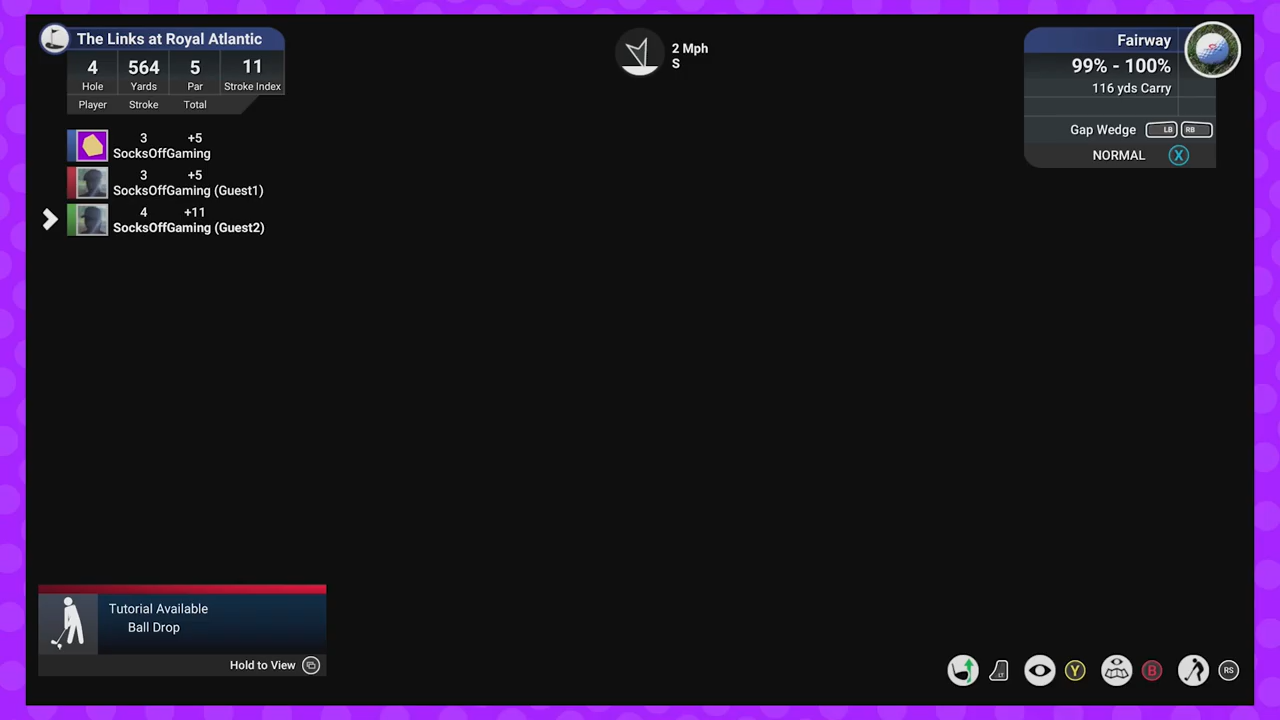 The Links at Royal Atlantic
4 564 5 11
Hole Yards Par Stroke Index
Player Stroke Total
3 +5
SocksOffGaming
3 +5
SocksOffGaming (Guest1)
4 +11
SocksOffGaming (Guest2)
2 Mph
S
Fairway
99% - 100%
116 yds Carry
Gap Wedge LB RB
NORMAL X
Tutorial Available
Ball Drop
Hold to View
LT Y B RS